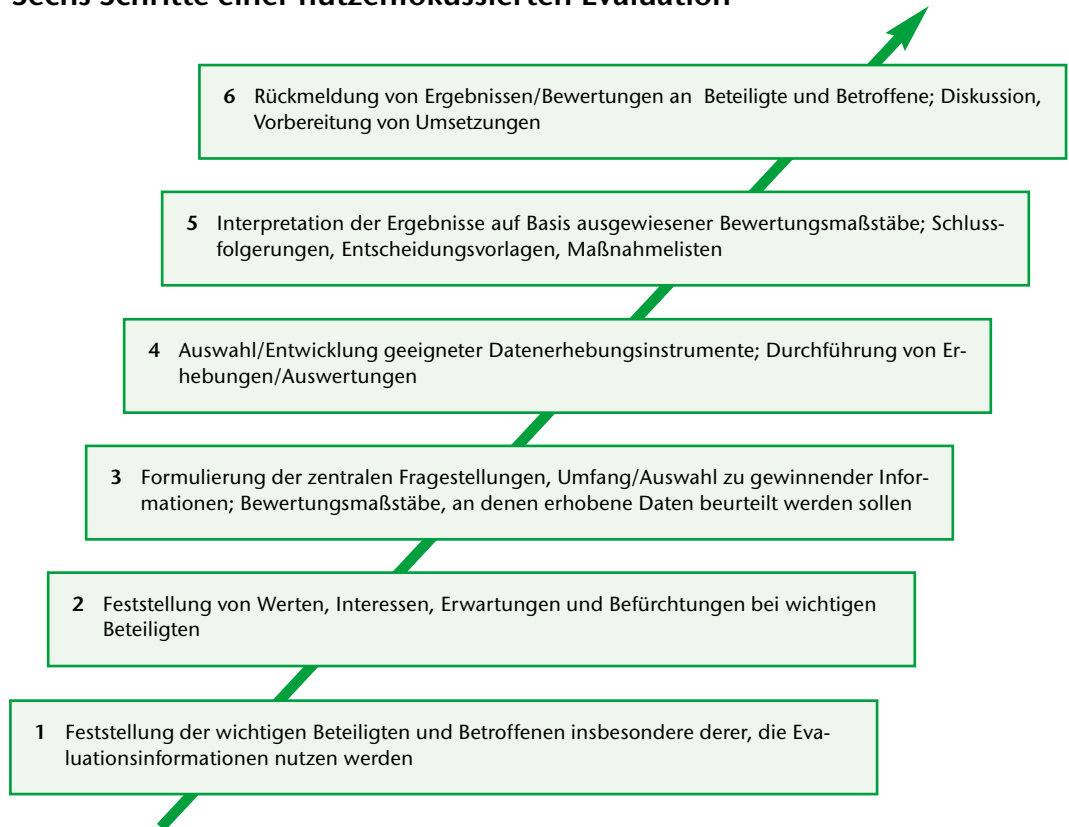 Sechs Schritte einer nutzenfokussierten Evaluation
6 Rückmeldung von Ergebnissen/Bewertungen an Beteiligte und Betroffene; Diskussion,
Vorbereitung von Umsetzungen
5 Interpretation der Ergebnisse auf Basis ausgewiesener Bewertungsmaßstäbe; Schluss-
folgerungen, Entscheidungsvorlagen, Maßnahmelisten
4 Auswahl/Entwicklung geeigneter Datenerhebungsinstrumente; Durchführung von Er-
hebungen/Auswertungen
3 Formulierung der zentralen Fragestellungen, Umfang/Auswahl zu gewinnender Infor-
mationen; Bewertungsmaßstäbe, an denen erhobene Daten beurteilt werden sollen
2 Feststellung von Werten, Interessen, Erwartungen und Befürchtungen bei wichtigen
Beteiligten
1 Feststellung der wichtigen Beteiligten und Betroffenen insbesondere derer, die Eva-
luationsinformationen nutzen werden